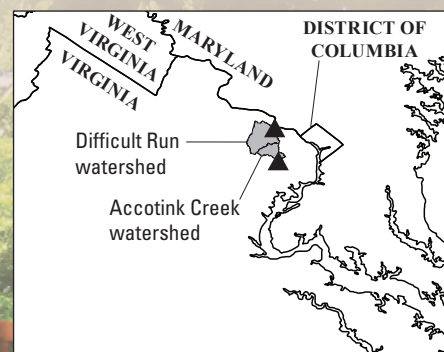 WEST
VIRGINIA
MARYLAND
VIRGINIA
DISTRICT OF
COLUMBIA
Difficult Run
watershed
Accotink Creek
watershed